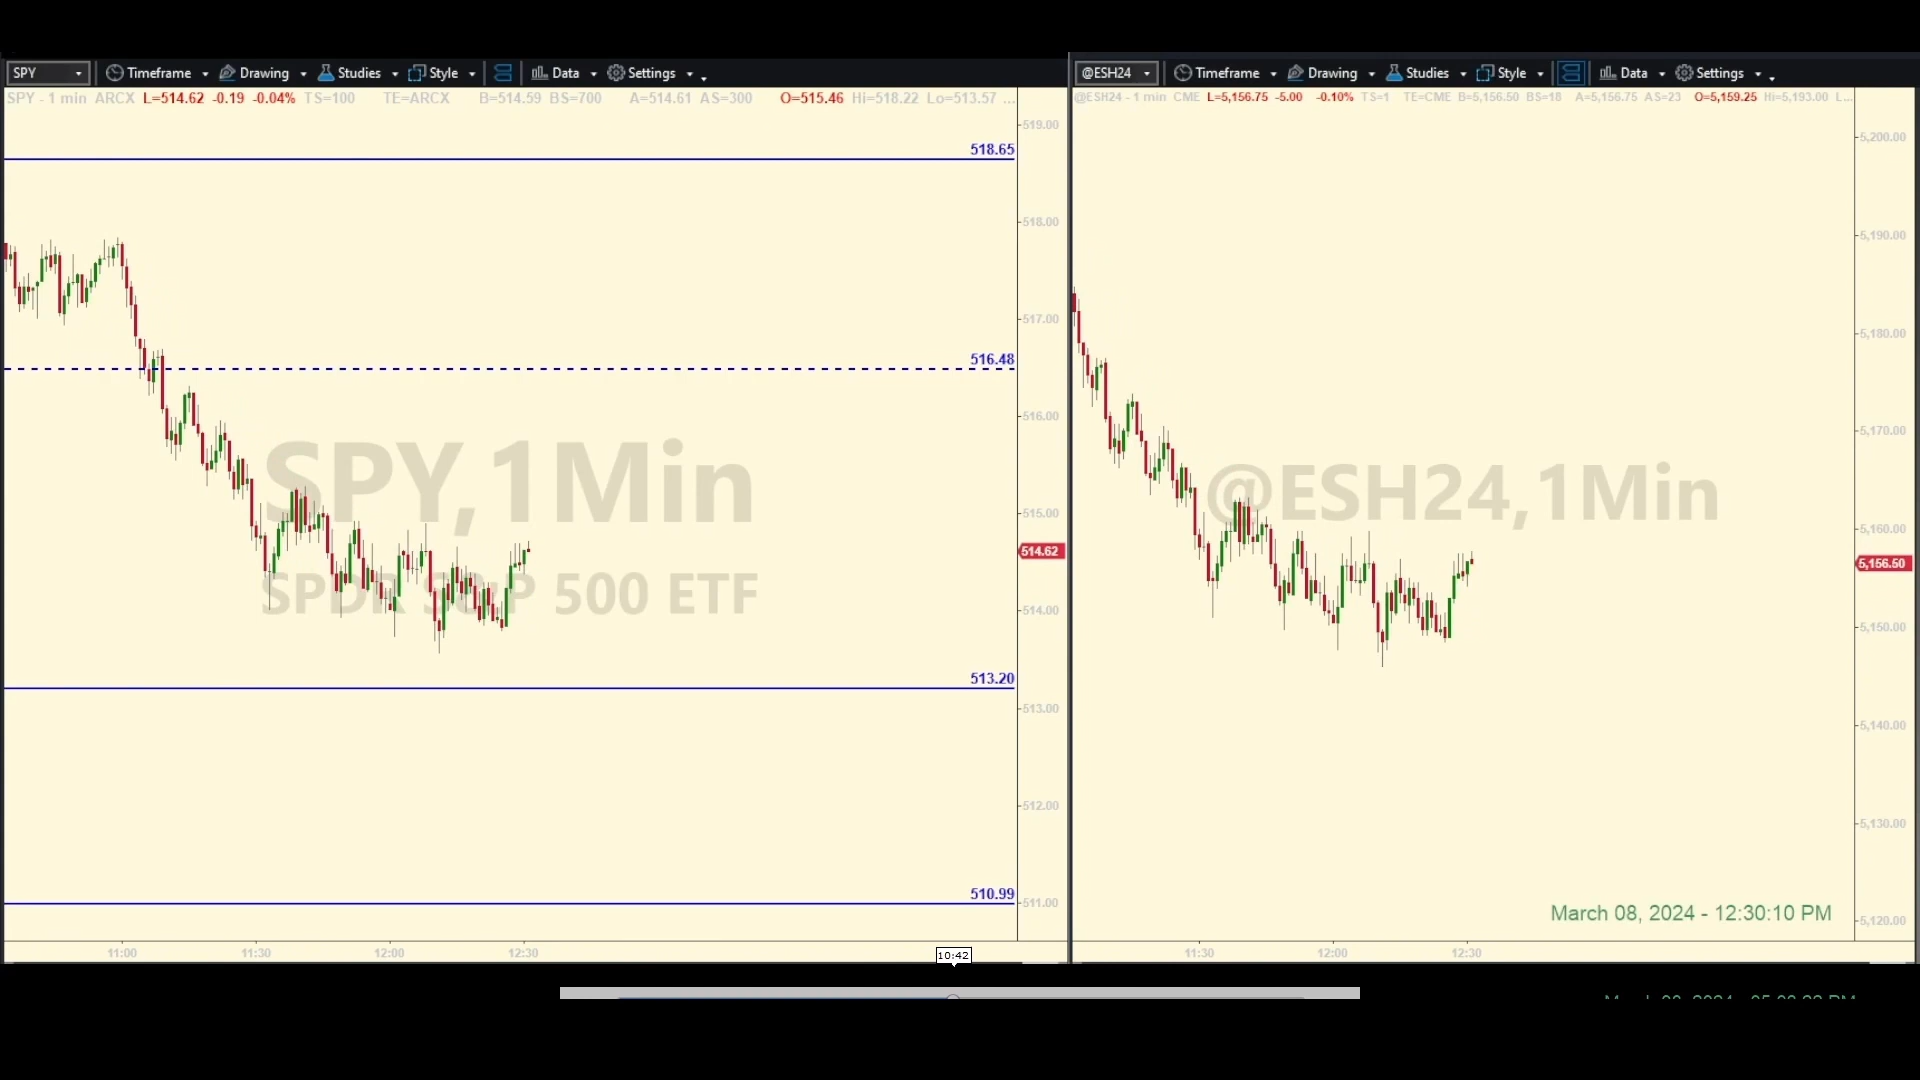 SPY Timeframe Drawing Studies Style Data Settings
SPY - 1 min ARCX L=514.62 -0.19 -0.04% TS=100 TE=ARCX B=514.59 BS=700 A=514.61 AS=300 O=515.46 Hi=518.22 Lo=513.57 ...
519.00
518.65
518.00
517.00
516.48
516.00
SPY,1Min
515.00
514.62
SPDR S&P 500 ETF
514.00
513.20
513.00
512.00
510.99
511.00
11:00 11:30 12:00 12:30
10:42
@ESH24 Timeframe Drawing Studies Style Data Settings
@ESH24 - 1 min CME L=5,156.75 -5.00 -0.10% TS=1 TE=CME B=5,156.50 BS=18 A=5,156.75 AS=23 O=5,159.25 Hi=5,193.00 L...
5,200.00
5,190.00
5,180.00
5,170.00
@ESH24,1Min
5,160.00
5,156.50
5,150.00
5,140.00
5,130.00
March 08, 2024 - 12:30:10 PM
5,120.00
11:30 12:00 12:30